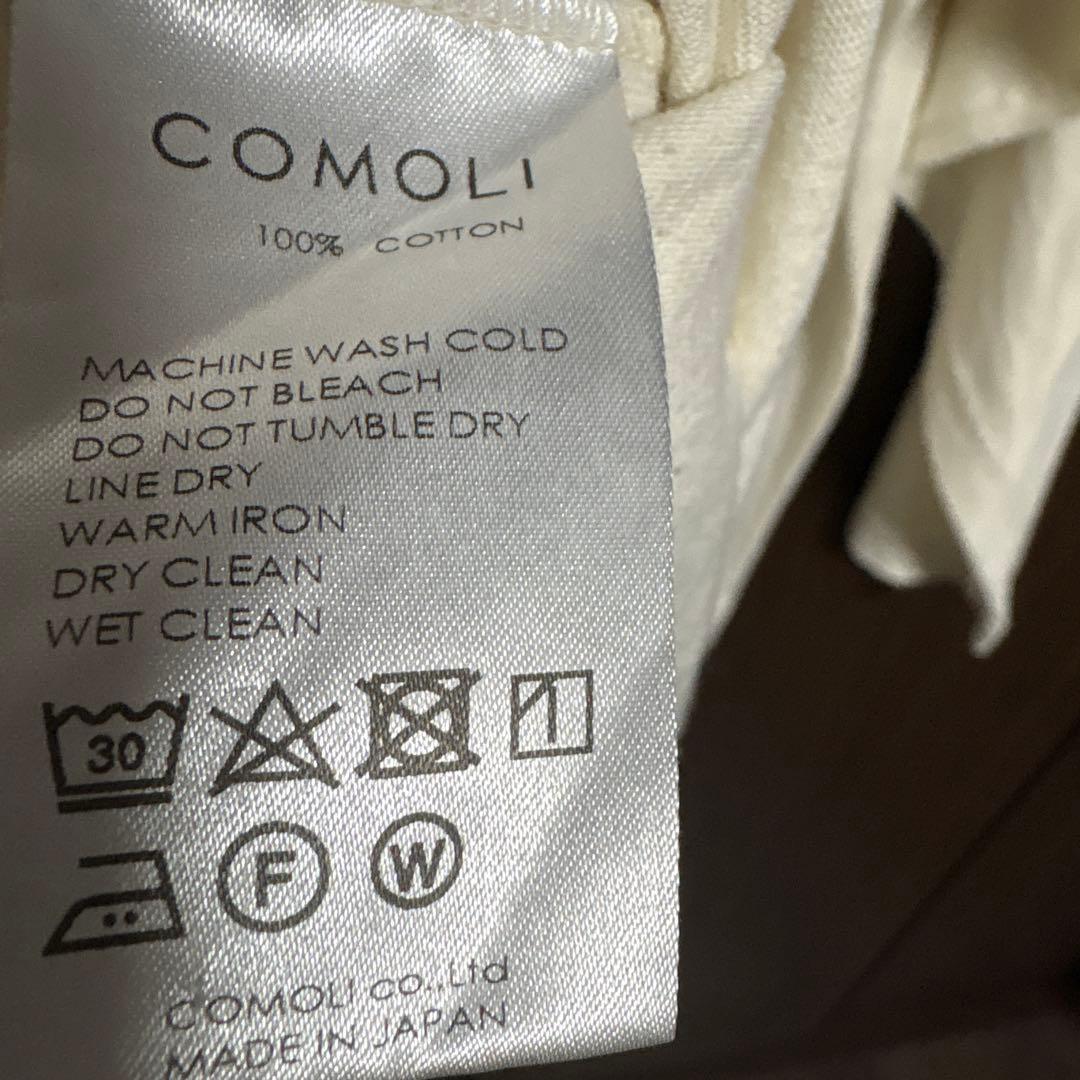 COMOLI
100% COTTON
MACHINE WASH COLD
DO NOT BLEACH
DO NOT TUMBLE DRY
LINE DRY
WARM IRON
DRY CLEAN
WET CLEAN
30
F W
COMOLI co.,Ltd
MADE IN JAPAN